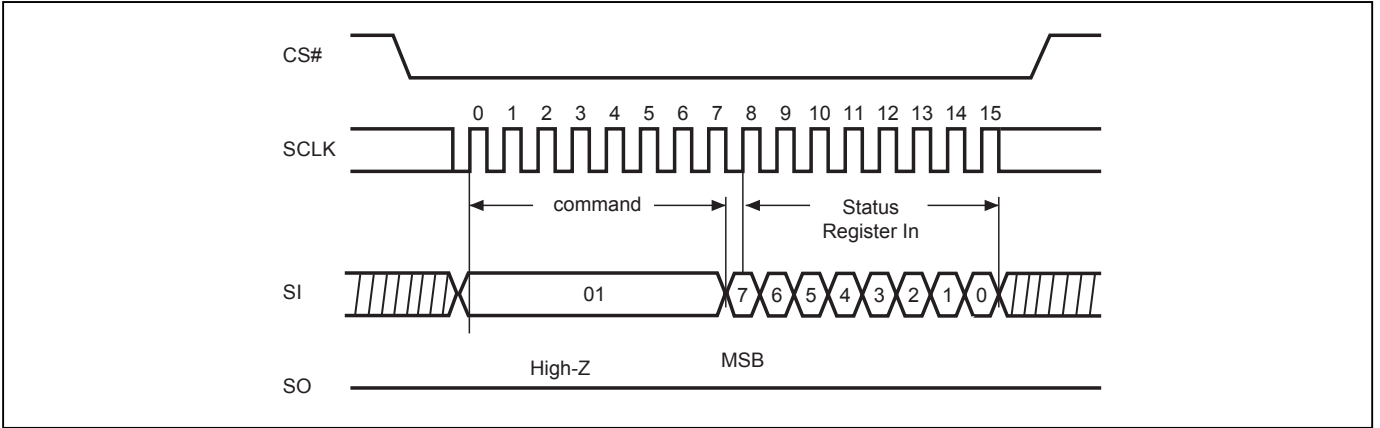 CS#
0 1 2 3 4 5 6 7 8 9 10 11 12 13 14 15
SCLK
command
Status
Register In
SI
01
7 6 5 4 3 2 1 0
High-Z
MSB
SO